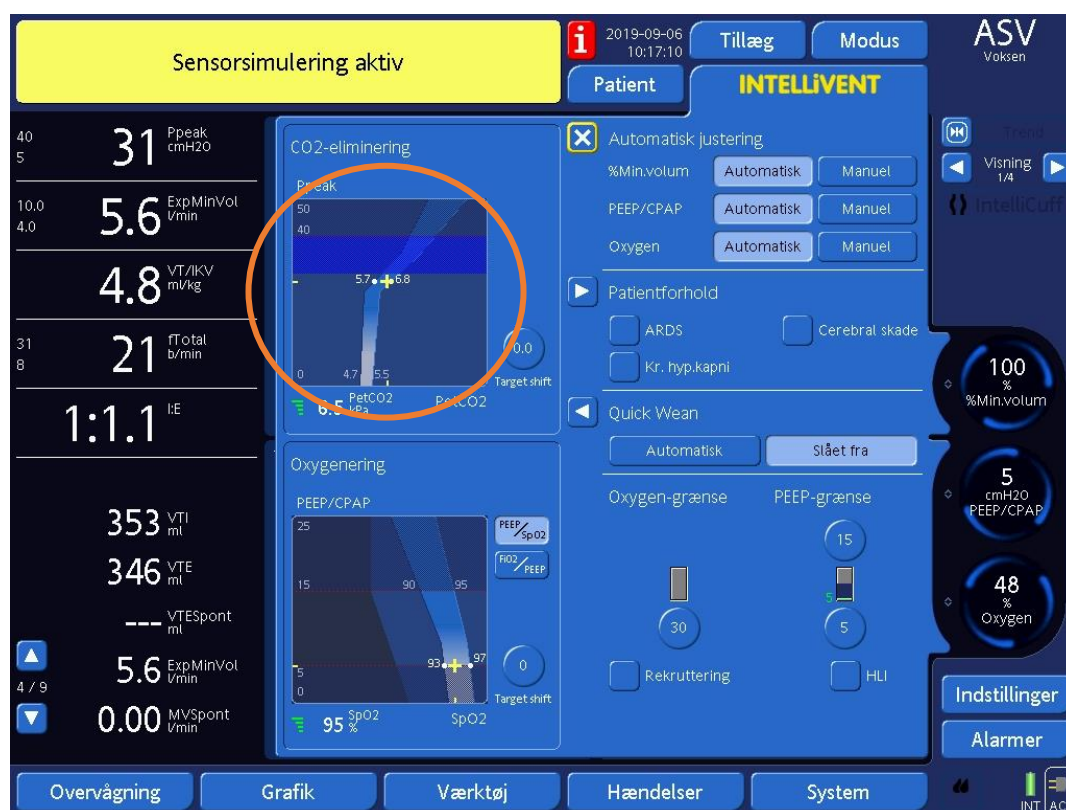 Sensorsimulering aktiv
i
2019-09-06
10:17:10
Tillæg
Modus
ASV
Voksen
Patient
INTELLiVENT
40
5
31
Ppeak
cmH2O
10.0
4.0
5.6
ExpMinVol
l/min
4.8
VT/IKV
ml/kg
31
8
21
fTotal
b/min
1:1.1
I:E
353
VTI
ml
346
VTE
ml
---
VTESpont
ml
5.6
ExpMinVol
l/min
4 / 9
0.00
MVSpont
l/min
CO2-eliminering
Ppeak
50
40
5.7
6.8
0
4.7
5.5
0.0
Target shift
6.5
PetCO2
kPa
PetCO2
Oxygenering
PEEP/CPAP
25
PEEP/SpO2
FiO2/PEEP
15
90
95
93
97
5
0
0
Target shift
95
SpO2
%
SpO2
Automatisk justering
%Min.volum
Automatisk
Manuel
PEEP/CPAP
Automatisk
Manuel
Oxygen
Automatisk
Manuel
Patientforhold
ARDS
Cerebral skade
Kr. hyp.kapni
Quick Wean
Automatisk
Slået fra
Oxygen-grænse
PEEP-grænse
15
5
30
5
Rekruttering
HLI
Trend
Visning
1/4
IntelliCuff
100
%
%Min.volum
5
cmH2O
PEEP/CPAP
48
%
Oxygen
Indstillinger
Alarmer
Overvågning
Grafik
Værktøj
Hændelser
System
INT
AC